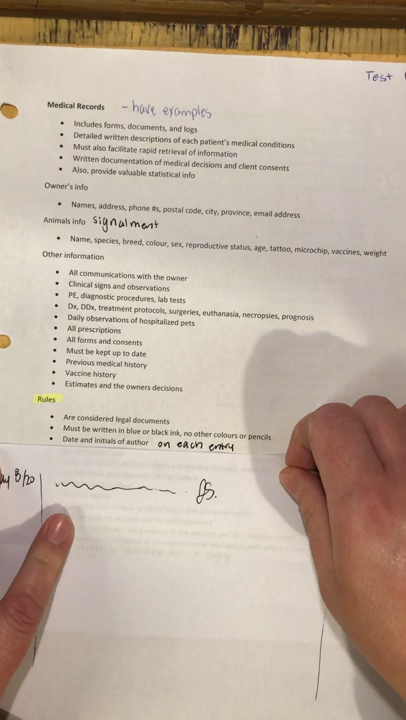 Test
Medical Records - have examples
• Includes forms, documents, and logs
• Detailed written descriptions of each patient's medical conditions
• Must also facilitate rapid retrieval of information
• Written documentation of medical decisions and client consents
• Also, provide valuable statistical info
Owner's info
• Names, address, phone #s, postal code, city, province, email address
Animals info signalment
• Name, species, breed, colour, sex, reproductive status, age, tattoo, microchip, vaccines, weight
Other information
• All communications with the owner
• Clinical signs and observations
• PE, diagnostic procedures, lab tests
• Dx, DDx, treatment protocols, surgeries, euthanasia, necropsies, prognosis
• Daily observations of hospitalized pets
• All prescriptions
• All forms and consents
• Must be kept up to date
• Previous medical history
• Vaccine history
• Estimates and the owners decisions
Rules
• Are considered legal documents
• Must be written in blue or black ink, no other colours or pencils
• Date and initials of author on each entry
8/20